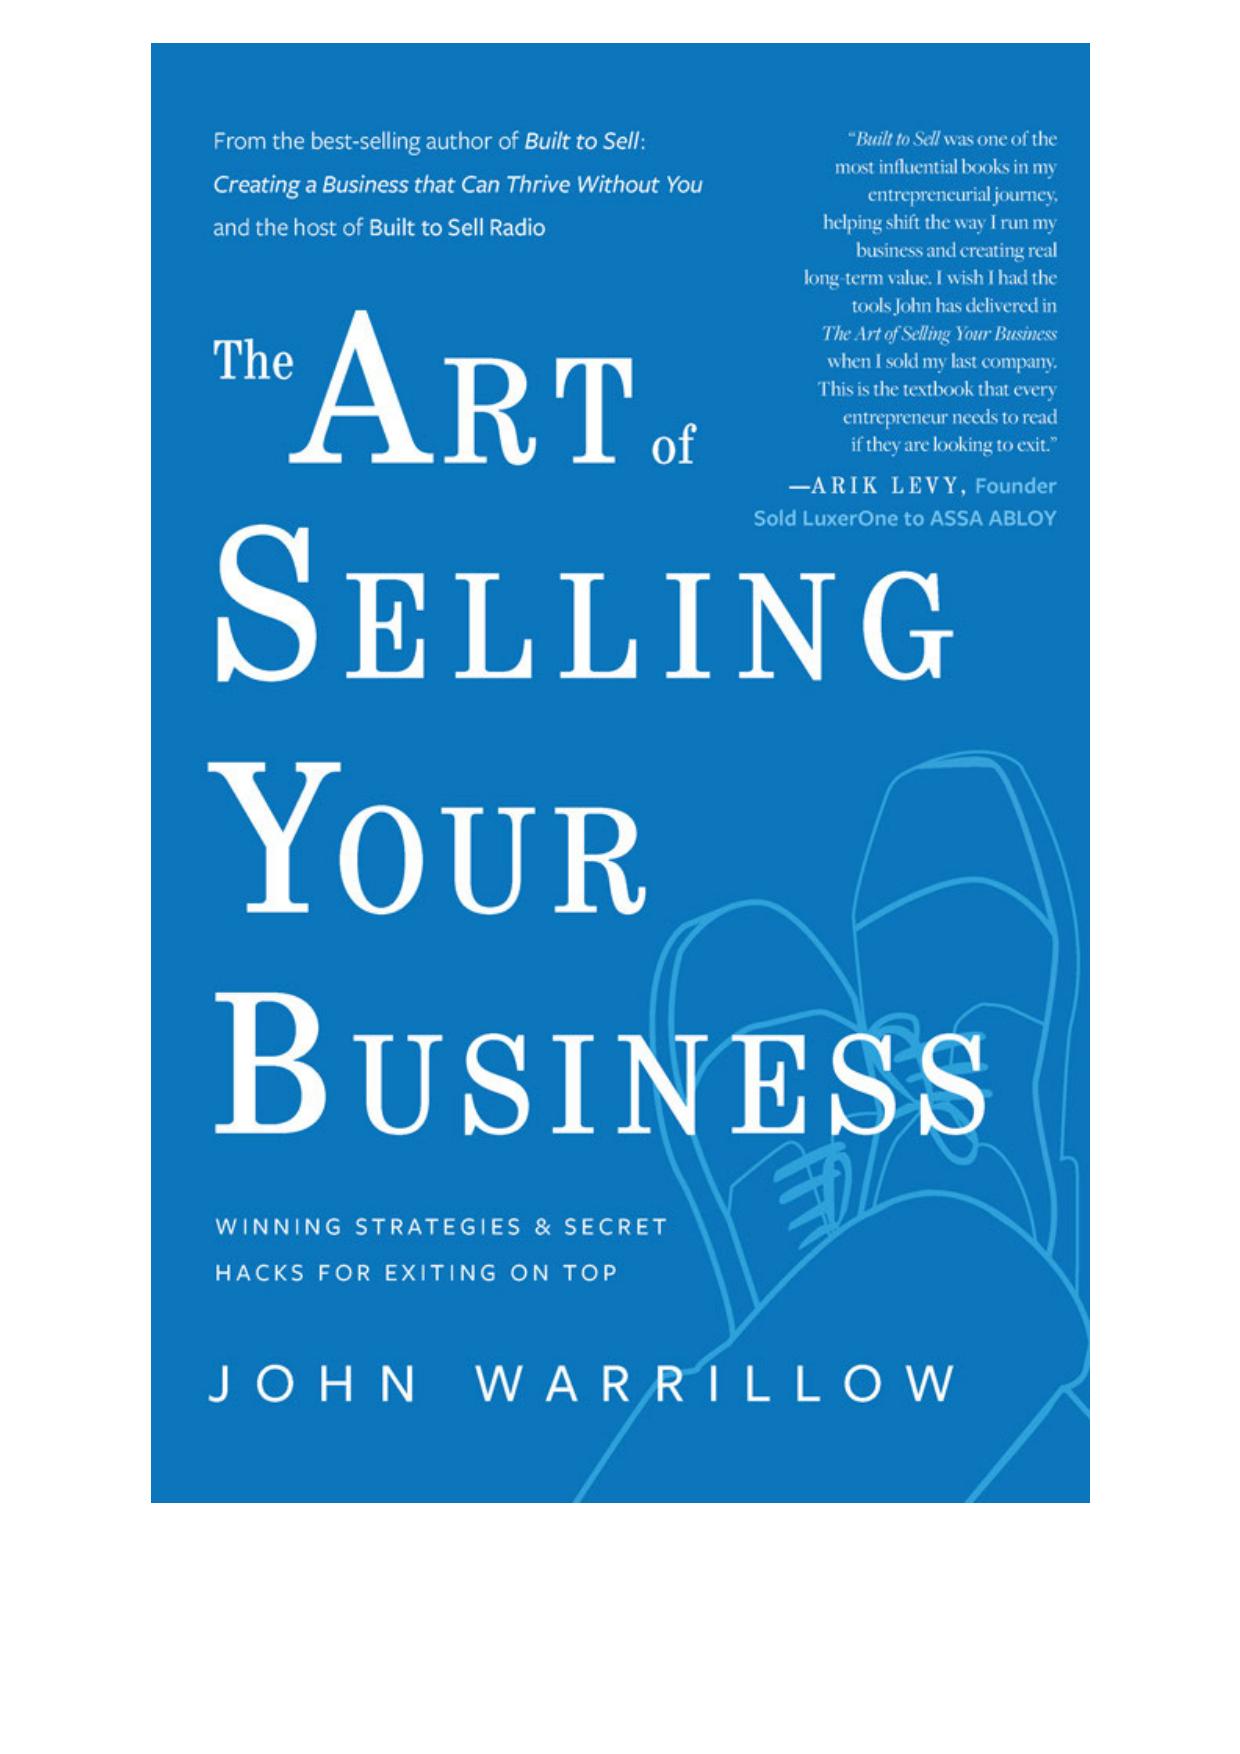 From the best-selling author of Built to Sell:
Creating a Business that Can Thrive Without You
and the host of Built to Sell Radio
“Built to Sell was one of the
most influential books in my
entrepreneurial journey,
helping shift the way I run my
business and creating real
long-term value. I wish I had the
tools John has delivered in
The Art of Selling Your Business
when I sold my last company.
This is the textbook that every
entrepreneur needs to read
if they are looking to exit.”
—ARIK LEVY, Founder
Sold LuxerOne to ASSA ABLOY
The ART of
SELLING
YOUR
BUSINESS
WINNING STRATEGIES & SECRET
HACKS FOR EXITING ON TOP
JOHN WARRILLOW